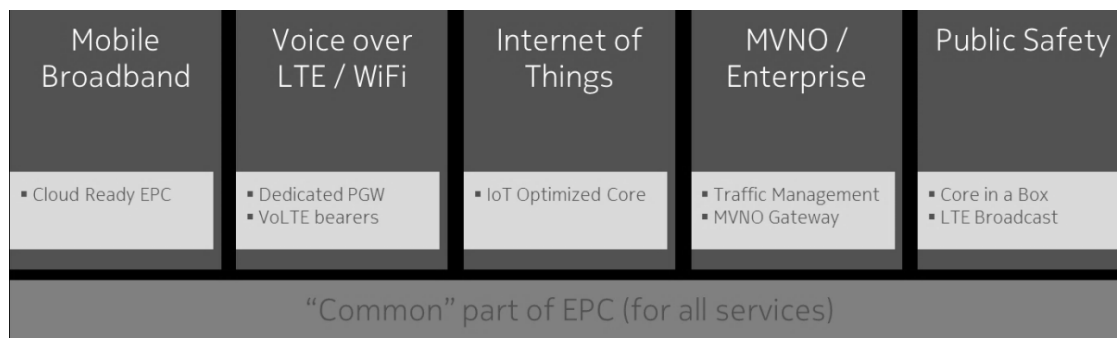 Mobile
Broadband
▪ Cloud Ready EPC
Voice over
LTE / WiFi
▪ Dedicated PGW
▪ VoLTE bearers
Internet of
Things
▪ IoT Optimized Core
MVNO /
Enterprise
▪ Traffic Management
▪ MVNO Gateway
Public Safety
▪ Core in a Box
▪ LTE Broadcast
“Common” part of EPC (for all services)